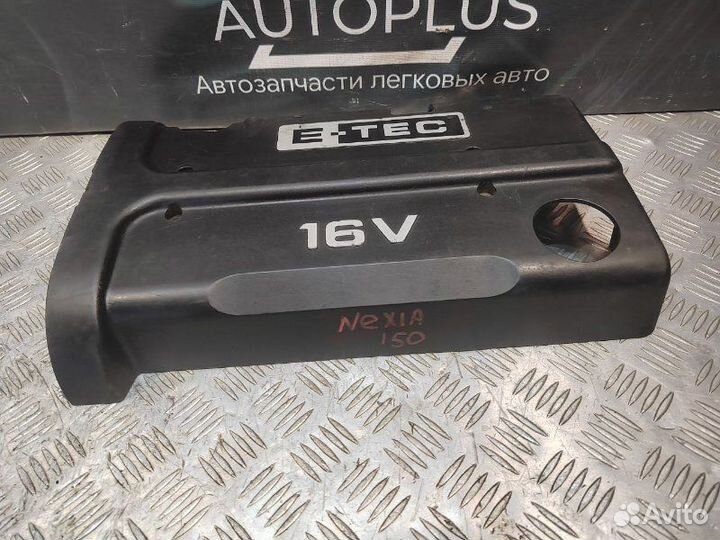 AUTOPLUS
Автозапчасти легковых авто
E-TEC
16V
NeXIA
150
Avito